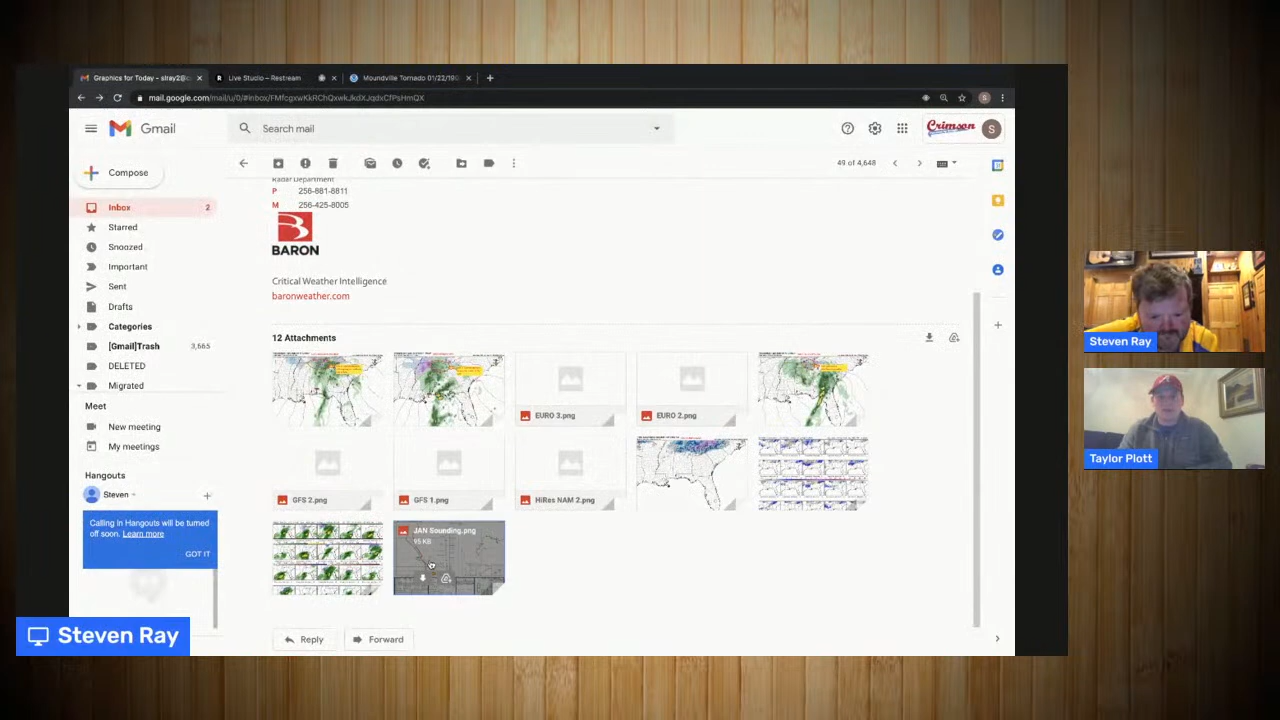 Graphics for Today - stray2@
Live Studio – Restream
Moundville Tornado 01/22/190
mail.google.com/mail/u/0/#inbox/FMfcgxwKkRChQxwkJkdXJqdxCfPsHmQX
Gmail
Search mail
Crimson
S
Compose
49 of 4,648
Radar Department
P 256-881-8811
M 256-425-8005
BARON
Critical Weather Intelligence
baronweather.com
Inbox 2
Starred
Snoozed
Important
Sent
Drafts
Categories
[Gmail]Trash 3,665
DELETED
Migrated
Meet
New meeting
My meetings
Hangouts
Steven
Calling in Hangouts will be turned
off soon. Learn more
GOT IT
12 Attachments
EURO 3.png
EURO 2.png
GFS 2.png
GFS 1.png
HiRes NAM 2.png
JAN Sounding.png
95 KB
Reply
Forward
Steven Ray
Steven Ray
Taylor Plott